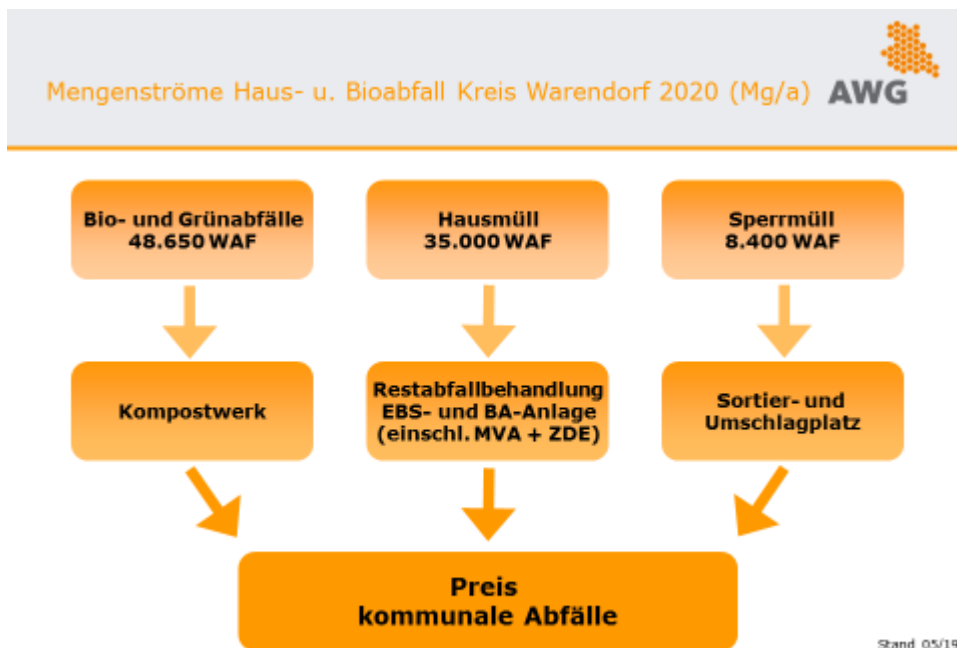 Mengenströme Haus- u. Bioabfall Kreis Warendorf 2020 (Mg/a)
AWG
Bio- und Grünabfälle
48.650 WAF
Hausmüll
35.000 WAF
Sperrmüll
8.400 WAF
Kompostwerk
Restabfallbehandlung
EBS- und BA-Anlage
(einschl. MVA + ZDE)
Sortier- und
Umschlagplatz
Preis
kommunale Abfälle
Stand 05/19